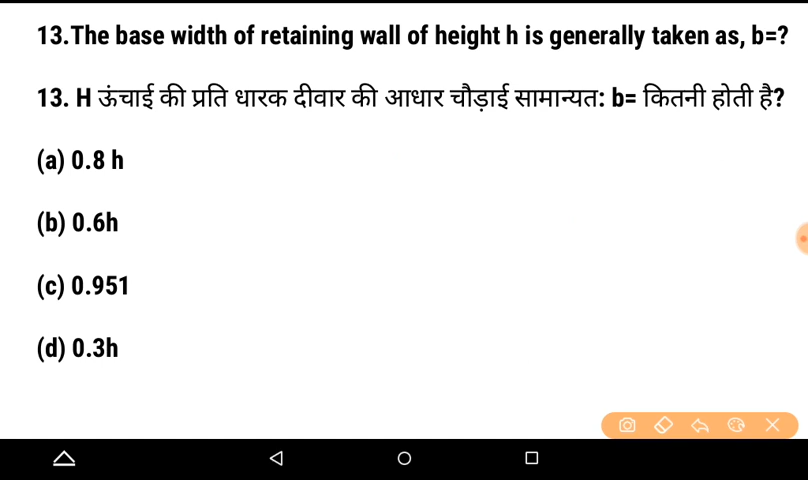 13.The base width of retaining wall of height h is generally taken as, b=?
13. H ऊंचाई की प्रति धारक दीवार की आधार चौड़ाई सामान्यत: b= कितनी होती है?
(a) 0.8 h
(b) 0.6h
(c) 0.951
(d) 0.3h